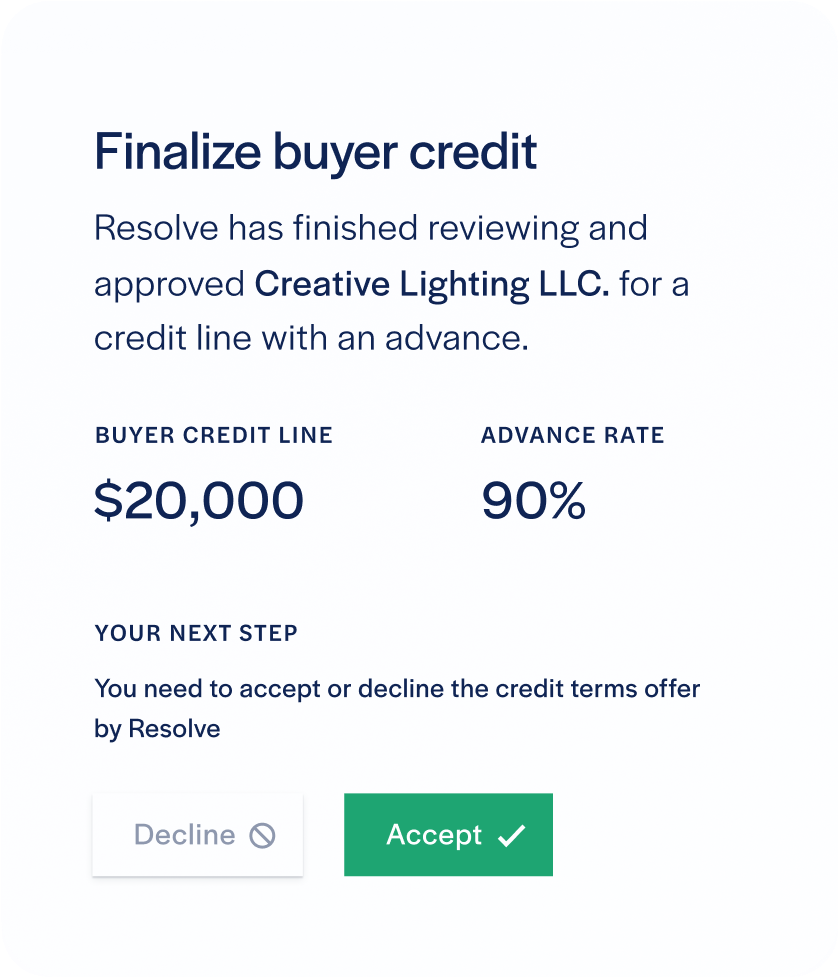 Finalize buyer credit
Resolve has finished reviewing and
approved Creative Lighting LLC. for a
credit line with an advance.
BUYER CREDIT LINE
ADVANCE RATE
$20,000
90%
YOUR NEXT STEP
You need to accept or decline the credit terms offer
by Resolve
Decline
Accept